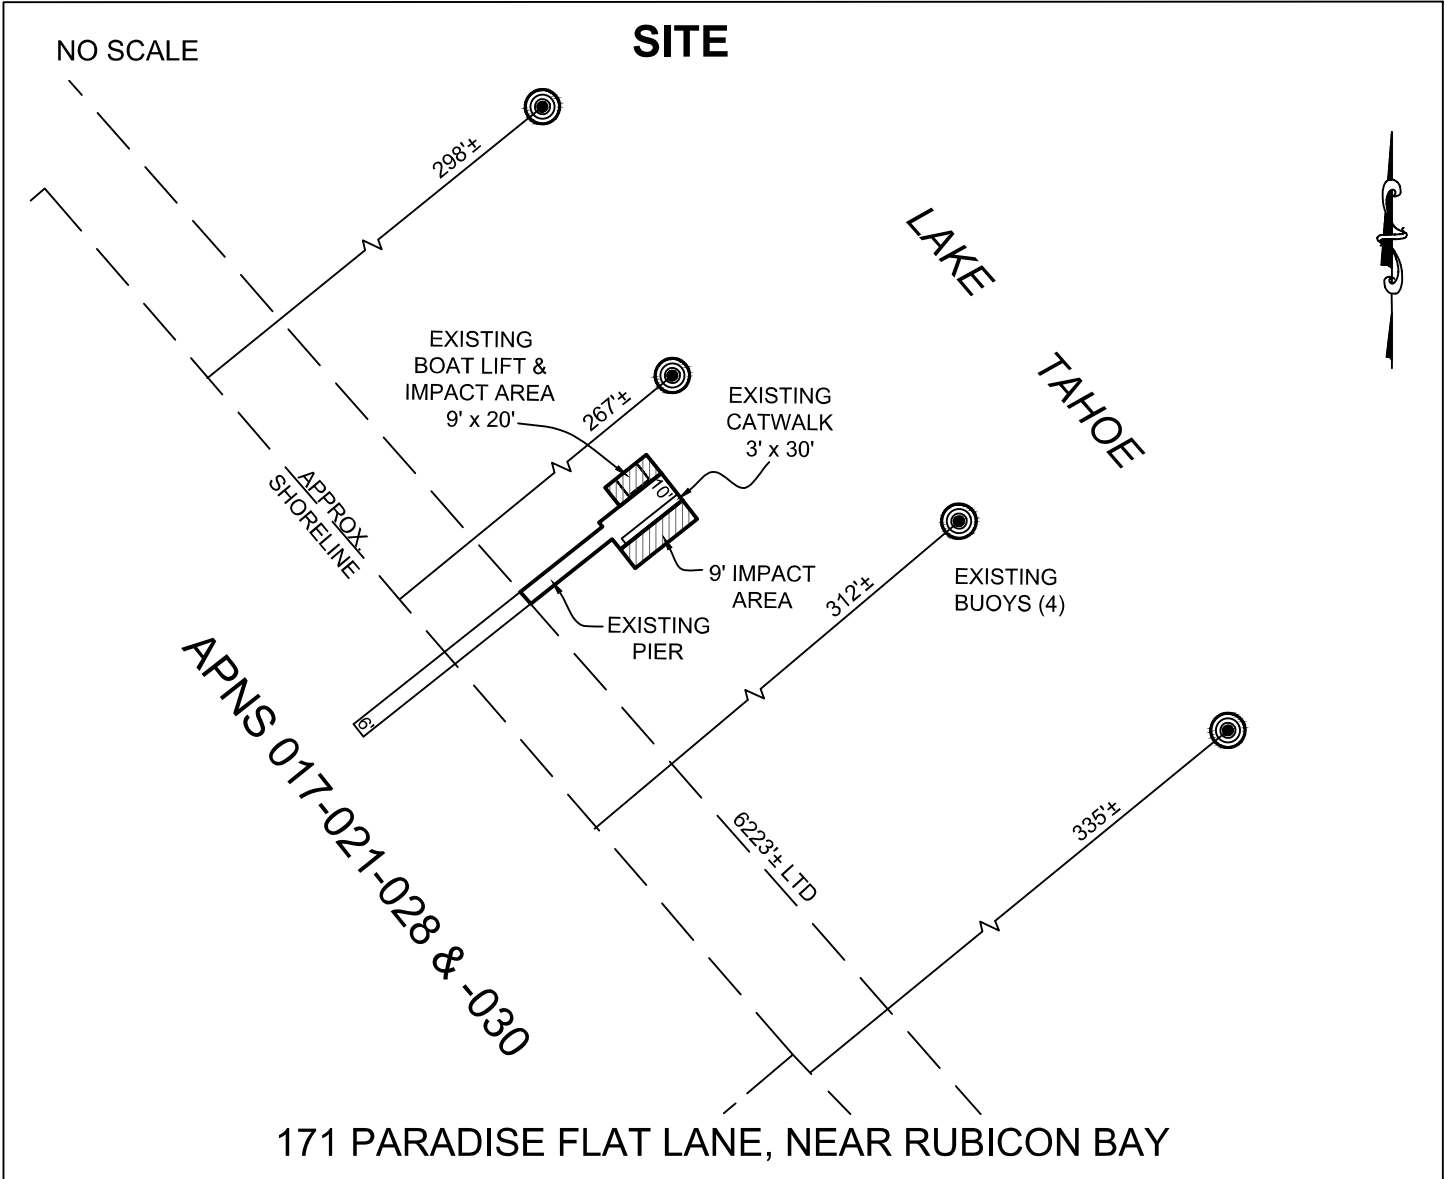 SITE
NO SCALE
298'±
LAKE
TAHOE
EXISTING
BOAT LIFT &
IMPACT AREA
9' x 20'
267'±
EXISTING
CATWALK
3' x 30'
10'
APPROX.
SHORELINE
9' IMPACT
AREA
312'±
EXISTING
BUOYS (4)
EXISTING
PIER
6'
APNS 017-021-028 & -030
6223'± LTD
335'±
171 PARADISE FLAT LANE, NEAR RUBICON BAY